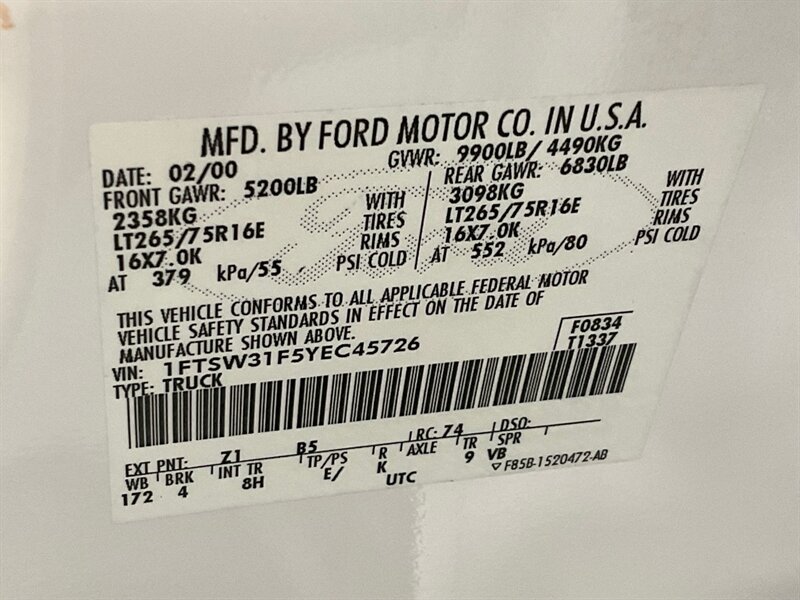 MFD. BY FORD MOTOR CO. IN U.S.A.
DATE: 02/00 GVWR: 9900LB/ 4490KG
FRONT GAWR: 5200LB REAR GAWR: 6830LB
2358KG WITH 3098KG WITH
LT265/75R16E TIRES LT265/75R16E TIRES
16X7.0K RIMS 16X7.0K RIMS
AT 379 kPa/55 PSI COLD AT 552 kPa/80 PSI COLD
THIS VEHICLE CONFORMS TO ALL APPLICABLE FEDERAL MOTOR
VEHICLE SAFETY STANDARDS IN EFFECT ON THE DATE OF
MANUFACTURE SHOWN ABOVE.
VIN: 1FTSW31F5YEC45726 F0834
TYPE: TRUCK T1337
EXT PNT: Z1 B5 RC: 74 DSO:
WB BRK INT TR TP/PS R AXLE TR SPR
172 4 8H E/ K 9 VB
UTC ▽ F85B-1520472-AB